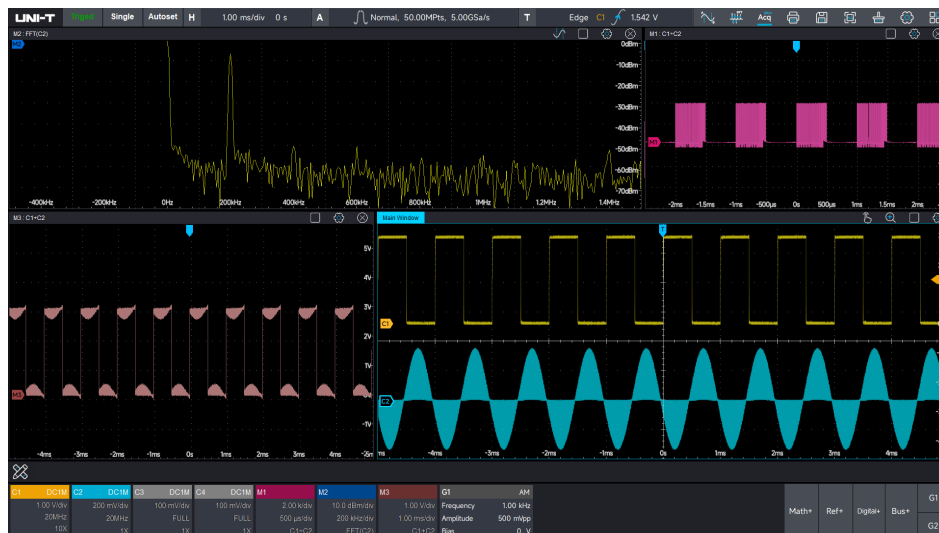 UNI-T Triged Single Autoset H 1.00 ms/div 0 s A Normal, 50.00MPts, 5.00GSa/s T Edge C1 1.542 V Acq
M2 : FFT(C2)
M2
0dBm
-10dBm
-20dBm
-30dBm
-40dBm
-50dBm
-60dBm
-70dBm
-400kHz -200kHz 0Hz 200kHz 400kHz 600kHz 800kHz 1MHz 1.2MHz 1.4MHz
M1 : C1÷C2
M1
-2ms -1.5ms -1ms -500µs 0s 500µs 1ms 1.5ms 2ms
M3 : C1+C2
5V
4V
3V
2V
1V
-1V
M3
-4ms -3ms -2ms -1ms 0s 1ms 2ms 3ms 4ms
Main Window
T
C1
C2
-4ms -3ms -2ms -1ms 0s 1ms 2ms 3ms 4ms
C1 DC1M C2 DC1M C3 DC1M C4 DC1M M1 M2 M3 G1 AM
1.00 V/div 200 mV/div 100 mV/div 100 mV/div 2.00 k/div 10.0 dBm/div 1.00 V/div Frequency 1.00 kHz
20MHz 20MHz FULL FULL 500 µs/div 200 kHz/div 1.00 ms/div Amplitude 500 mVpp
10X 1X 1X 1X C1÷C2 FFT(C2) C1+C2 Bias 0 V
Math+ Ref+ Digital+ Bus+ G1
G2